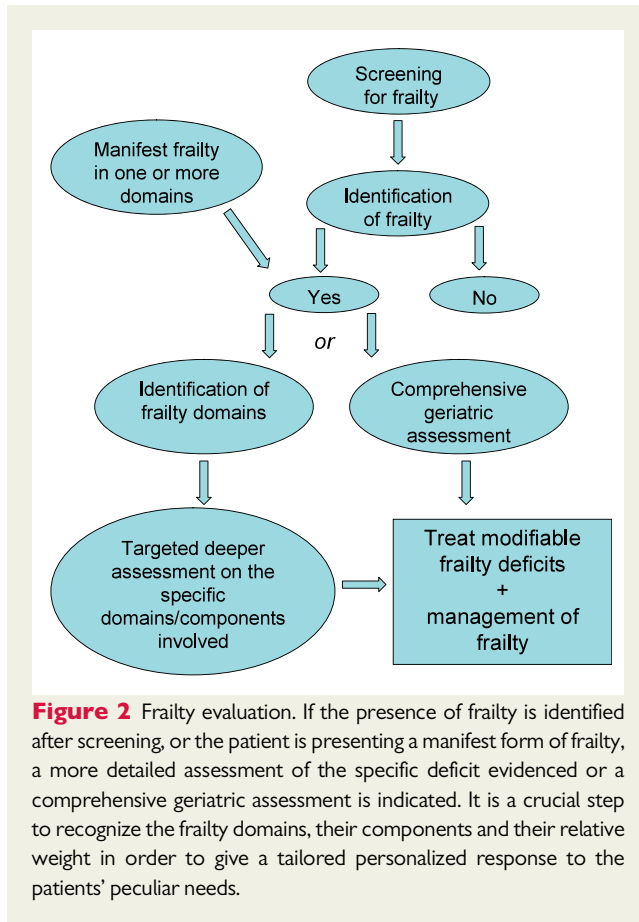 Screening
for frailty
Manifest frailty
in one or more
domains
Identification
of frailty
Yes
No
or
Identification of
frailty domains
Comprehensive
geriatric
assessment
Targeted deeper
assessment on the
specific
domains/components
involved
Treat modifiable
frailty deficits
+
management of
frailty
Figure 2 Frailty evaluation. If the presence of frailty is identified
after screening, or the patient is presenting a manifest form of frailty,
a more detailed assessment of the specific deficit evidenced or a
comprehensive geriatric assessment is indicated. It is a crucial step
to recognize the frailty domains, their components and their relative
weight in order to give a tailored personalized response to the
patients' peculiar needs.